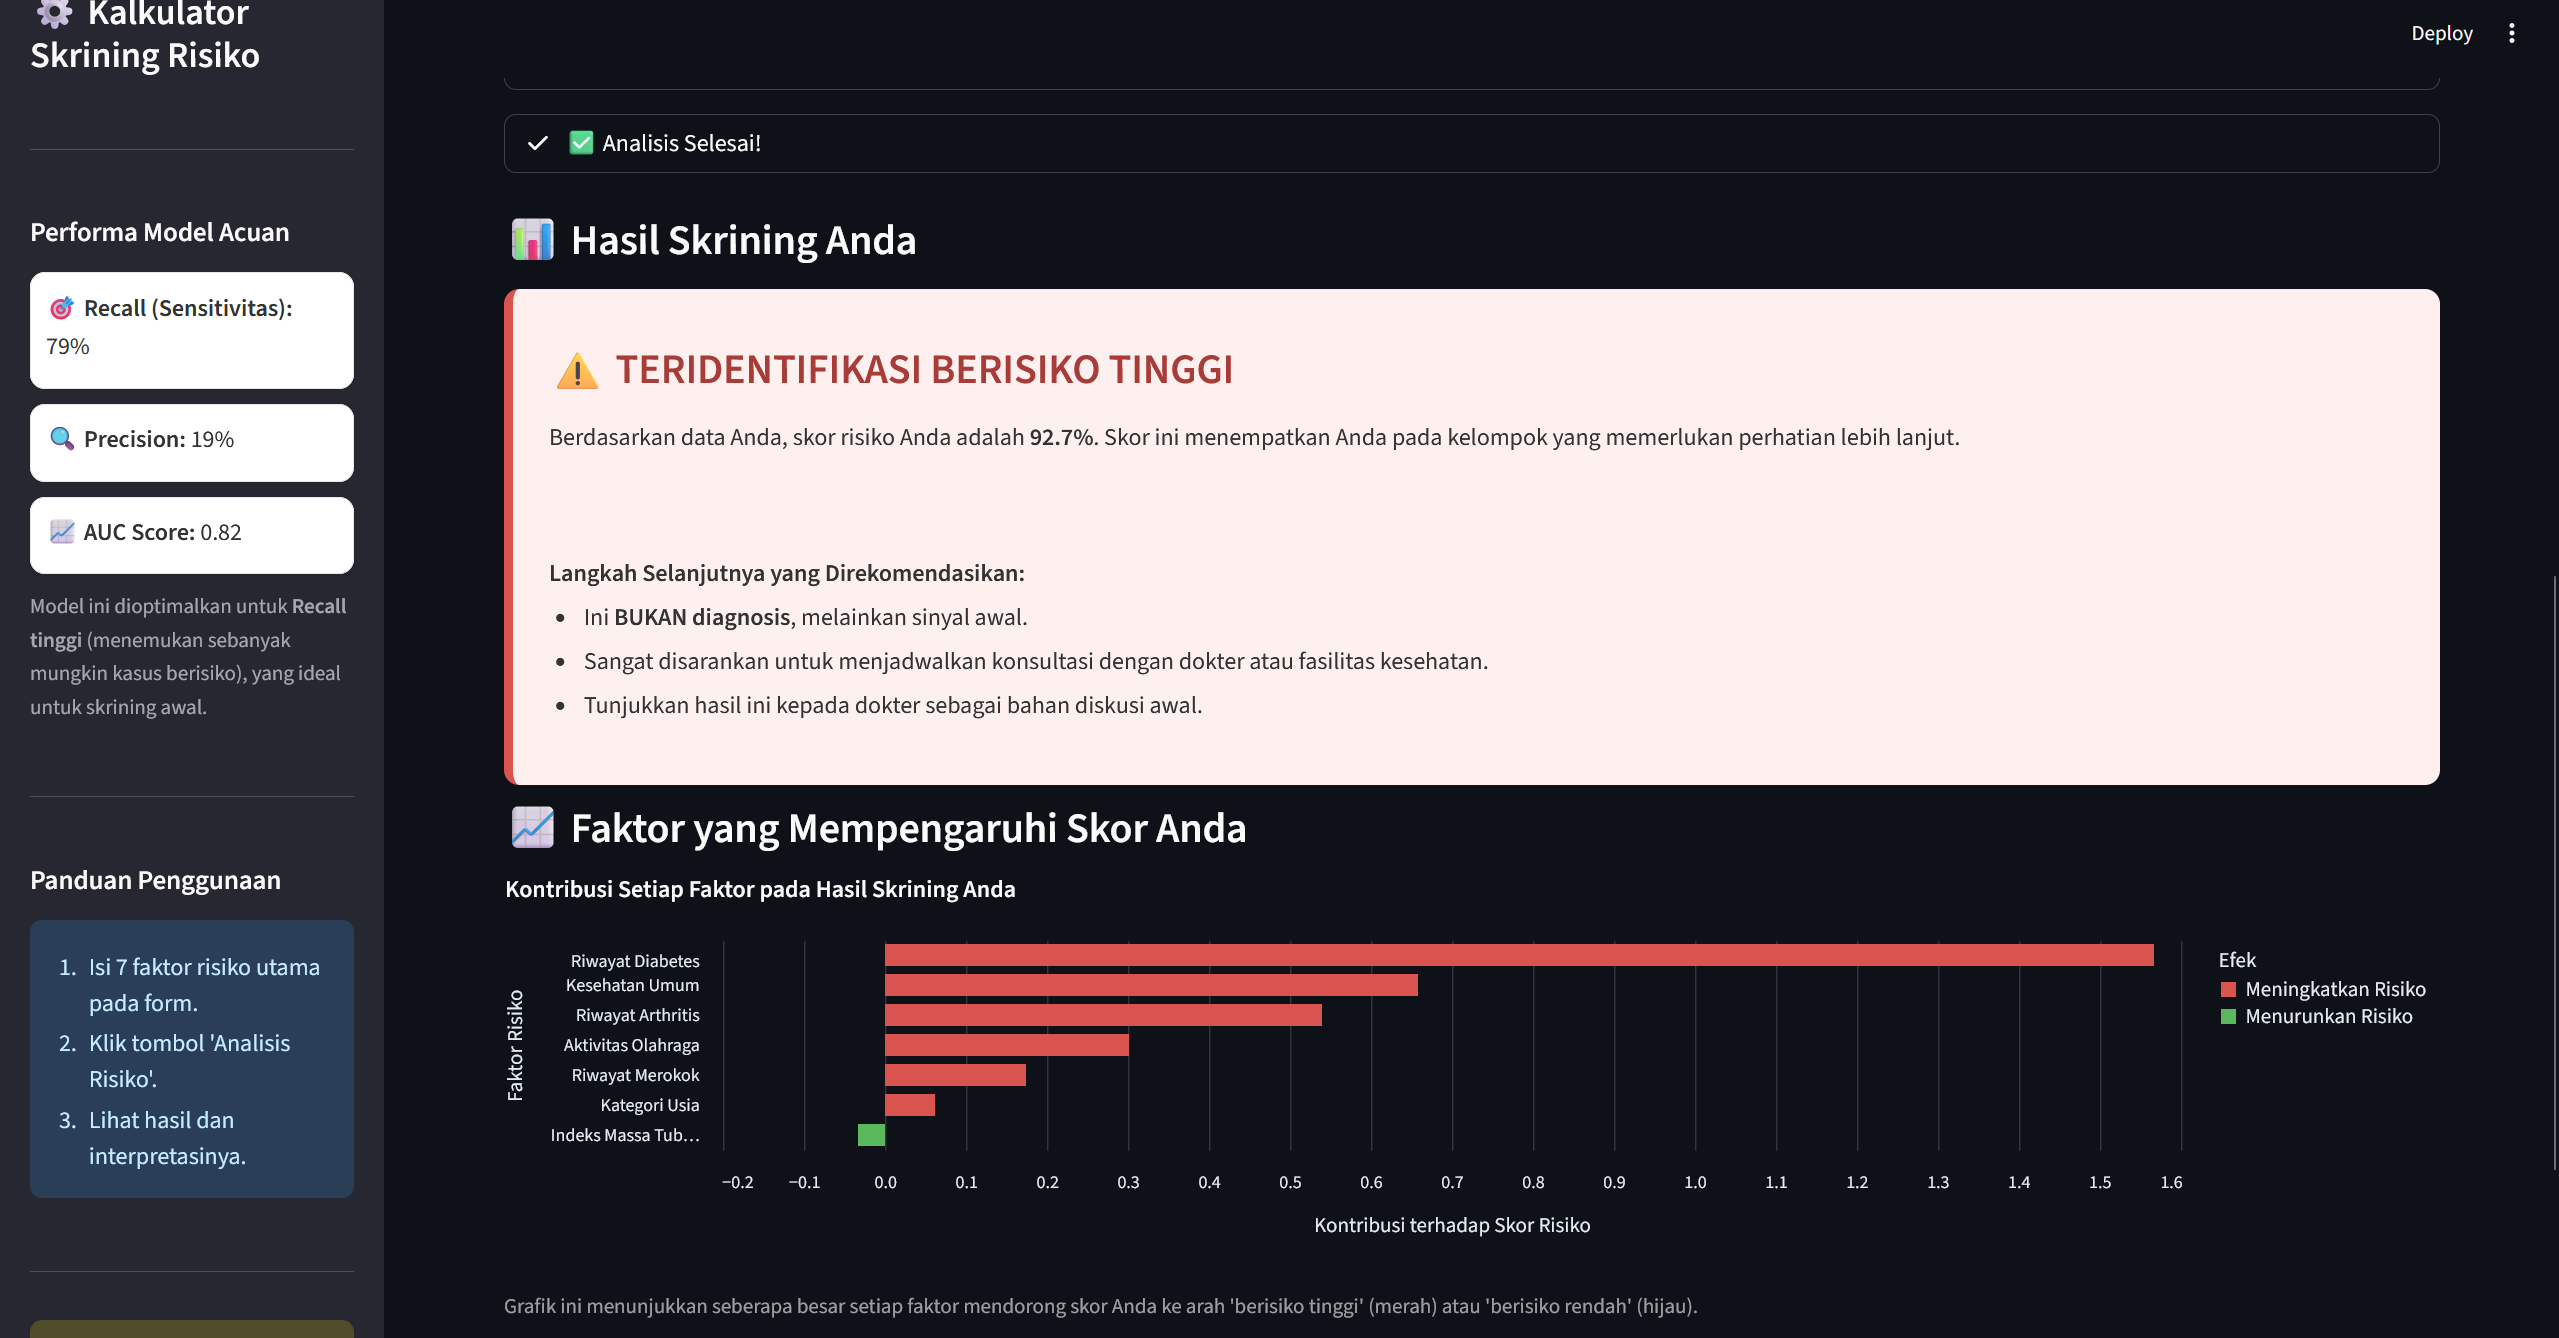 Kalkulator
Skrining Risiko
Performa Model Acuan
Recall (Sensitivitas):
79%
Precision: 19%
AUC Score: 0.82
Model ini dioptimalkan untuk Recall
tinggi (menemukan sebanyak
mungkin kasus berisiko), yang ideal
untuk skrining awal.
Panduan Penggunaan
1. Isi 7 faktor risiko utama
pada form.
2. Klik tombol 'Analisis
Risiko'.
3. Lihat hasil dan
interpretasinya.
Deploy
Analisis Selesai!
Hasil Skrining Anda
TERIDENTIFIKASI BERISIKO TINGGI
Berdasarkan data Anda, skor risiko Anda adalah 92.7%. Skor ini menempatkan Anda pada kelompok yang memerlukan perhatian lebih lanjut.
Langkah Selanjutnya yang Direkomendasikan:
• Ini BUKAN diagnosis, melainkan sinyal awal.
• Sangat disarankan untuk menjadwalkan konsultasi dengan dokter atau fasilitas kesehatan.
• Tunjukkan hasil ini kepada dokter sebagai bahan diskusi awal.
Faktor yang Mempengaruhi Skor Anda
Kontribusi Setiap Faktor pada Hasil Skrining Anda
Faktor Risiko
Riwayat Diabetes
Kesehatan Umum
Riwayat Arthritis
Aktivitas Olahraga
Riwayat Merokok
Kategori Usia
Indeks Massa Tub…
−0.2 −0.1 0.0 0.1 0.2 0.3 0.4 0.5 0.6 0.7 0.8 0.9 1.0 1.1 1.2 1.3 1.4 1.5 1.6
Kontribusi terhadap Skor Risiko
Efek
Meningkatkan Risiko
Menurunkan Risiko
Grafik ini menunjukkan seberapa besar setiap faktor mendorong skor Anda ke arah 'berisiko tinggi' (merah) atau 'berisiko rendah' (hijau).